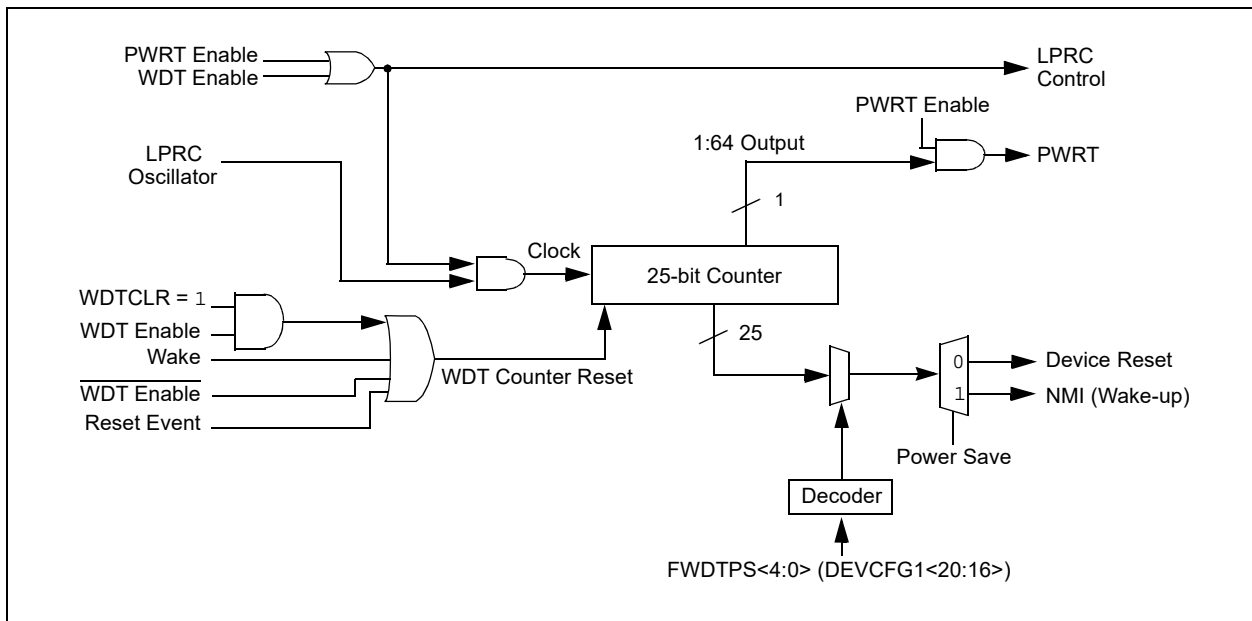 PWRT Enable
WDT Enable
LPRC
Control
PWRT Enable
1:64 Output
PWRT
LPRC
Oscillator
1
Clock
25-bit Counter
WDTCLR = 1
WDT Enable
25
Wake
WDT Counter Reset
0
Device Reset
WDT Enable
1
NMI (Wake-up)
Reset Event
Power Save
Decoder
FWDTPS<4:0> (DEVCFG1<20:16>)